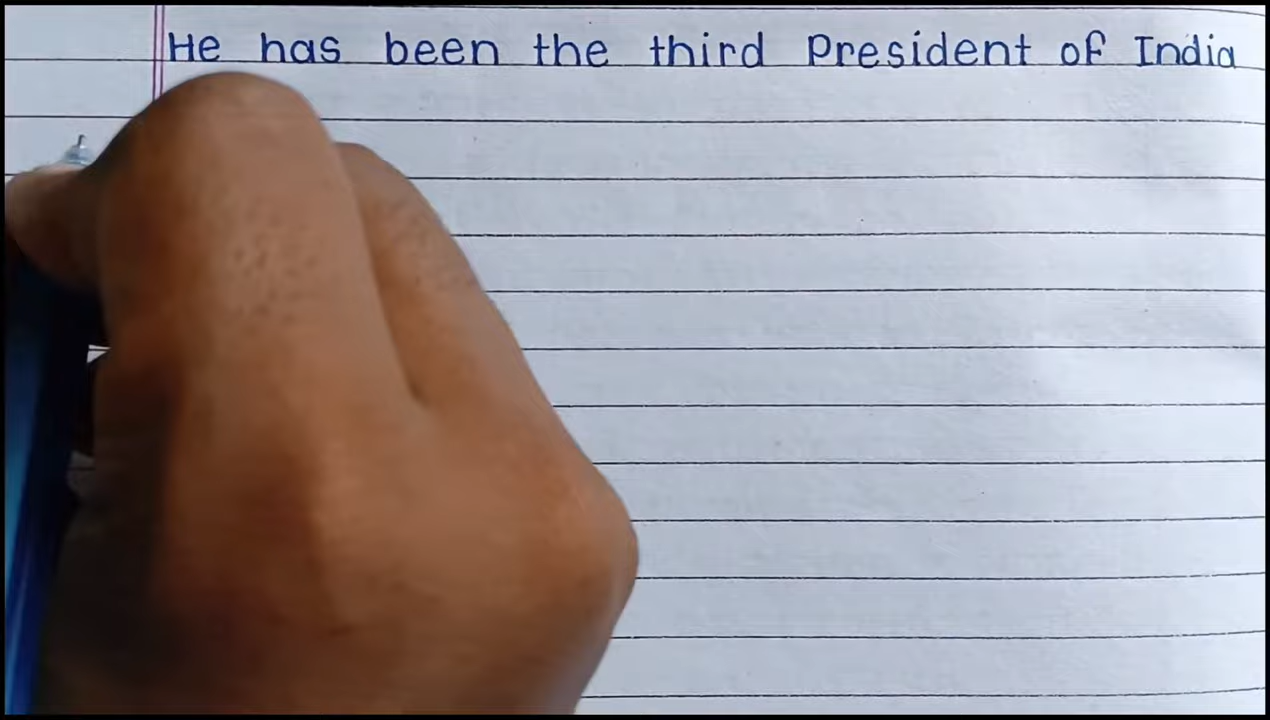 He has been the third President of India